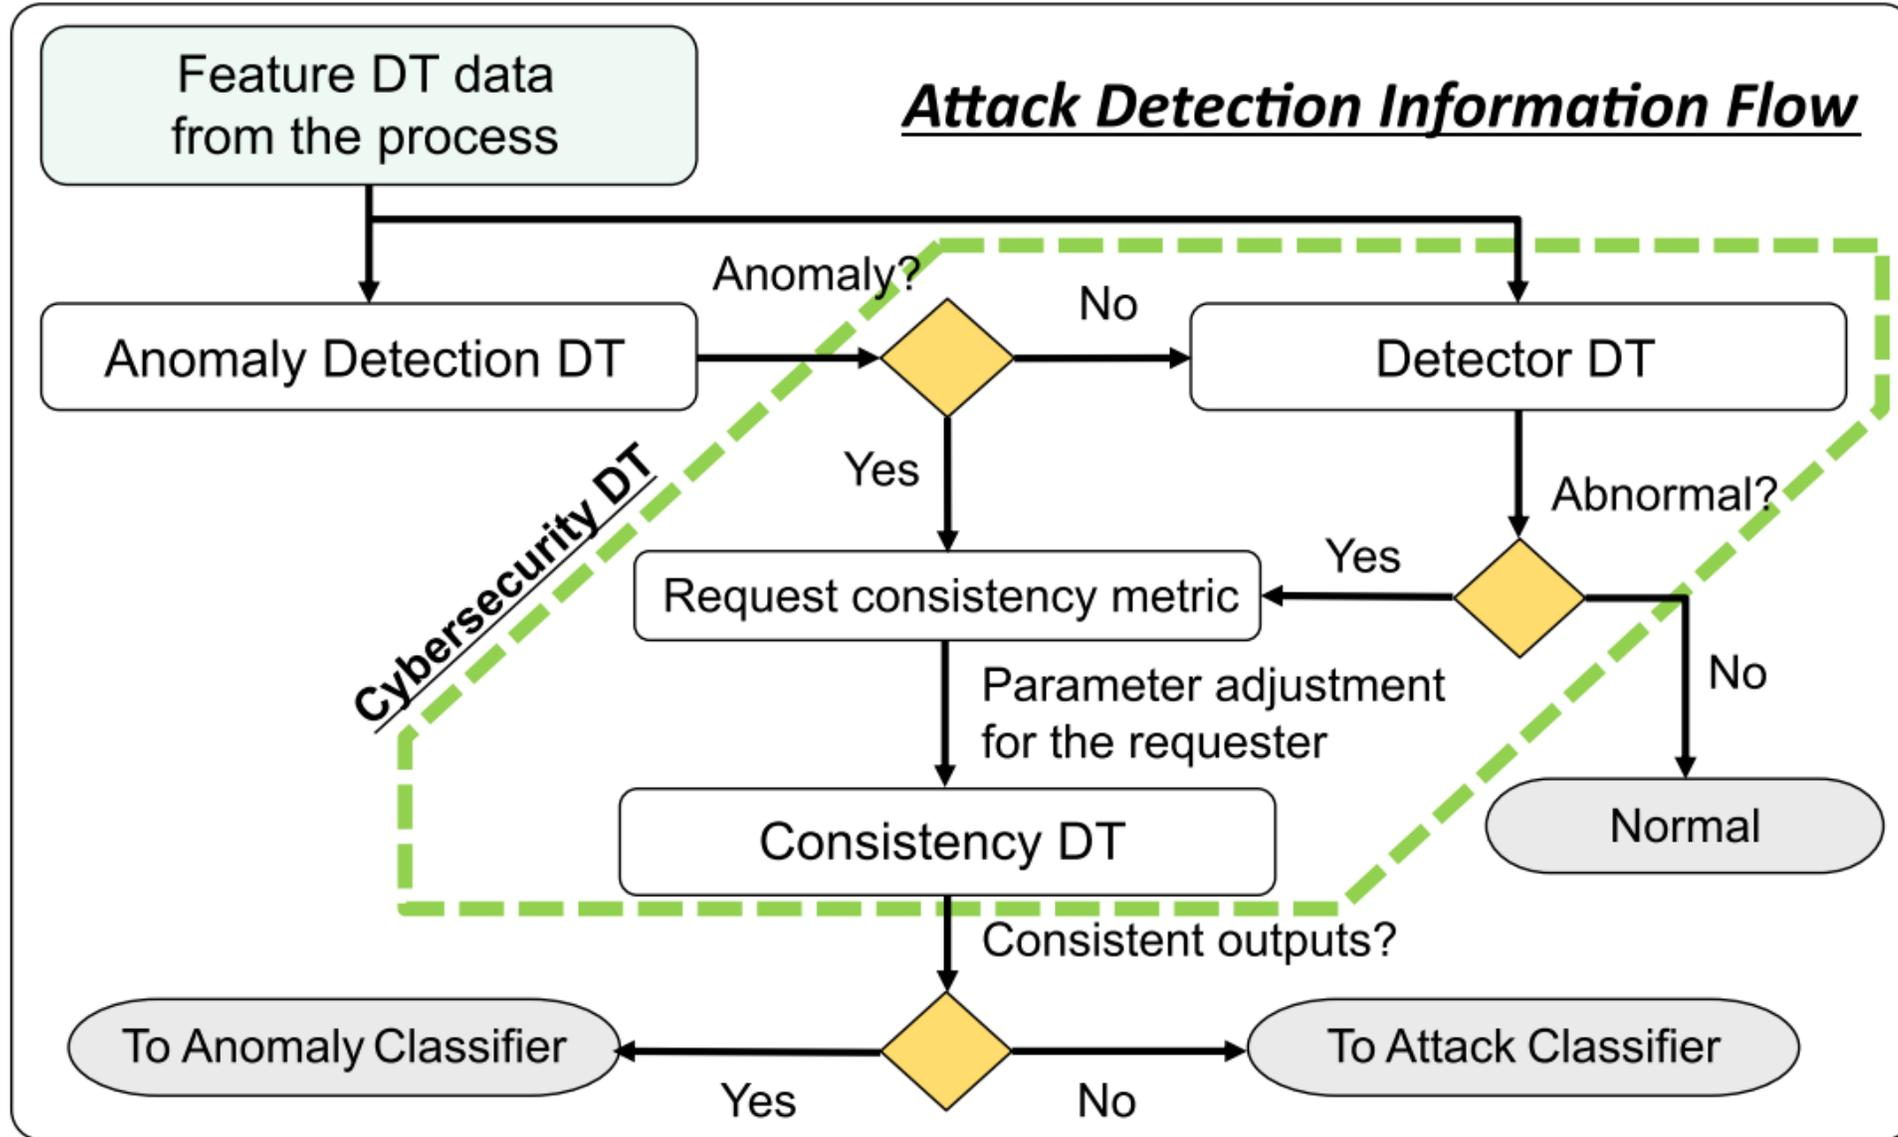 Feature DT data
from the process
Attack Detection Information Flow
Anomaly?
No
Anomaly Detection DT
Detector DT
Yes
Abnormal?
Cybersecurity DT
Request consistency metric
Yes
No
Parameter adjustment
for the requester
Consistency DT
Normal
Consistent outputs?
To Anomaly Classifier
To Attack Classifier
Yes
No